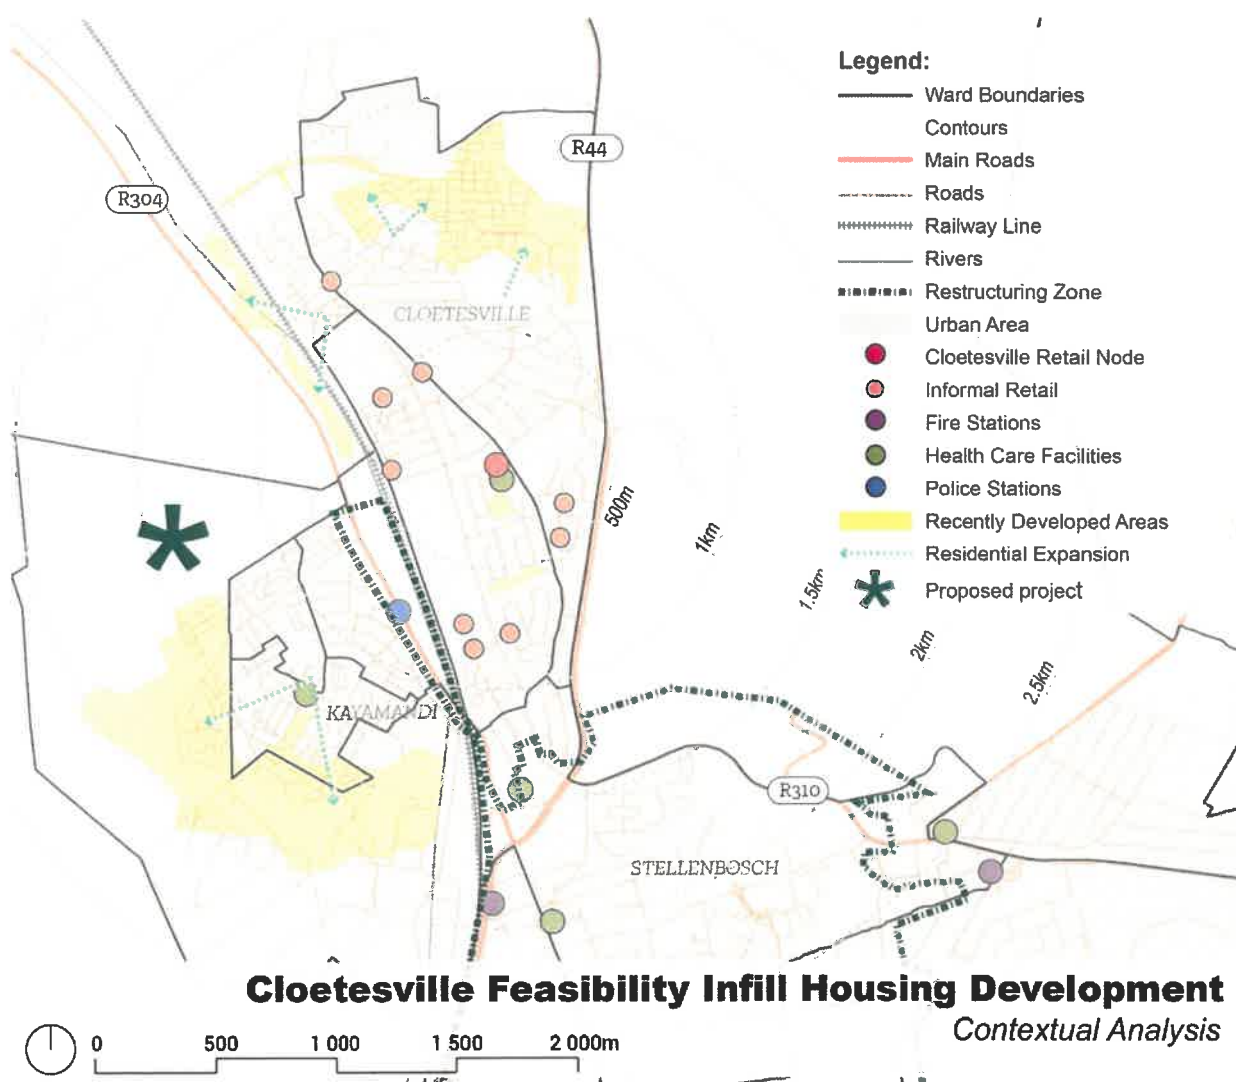 Legend:
Ward Boundaries
Contours
R44
Main Roads
R304
Roads
Railway Line
Rivers
Restructuring Zone
CLOETESVILLE
Urban Area
Cloetesville Retail Node
Informal Retail
Fire Stations
Health Care Facilities
Police Stations
500m
1km
Recently Developed Areas
Residential Expansion
1.5km
Proposed project
2km
2.5km
KAYAMANDI
R310
STELLENBOSCH
Cloetesville Feasibility Infill Housing Development
Contextual Analysis
0 500 1 000 1 500 2 000m